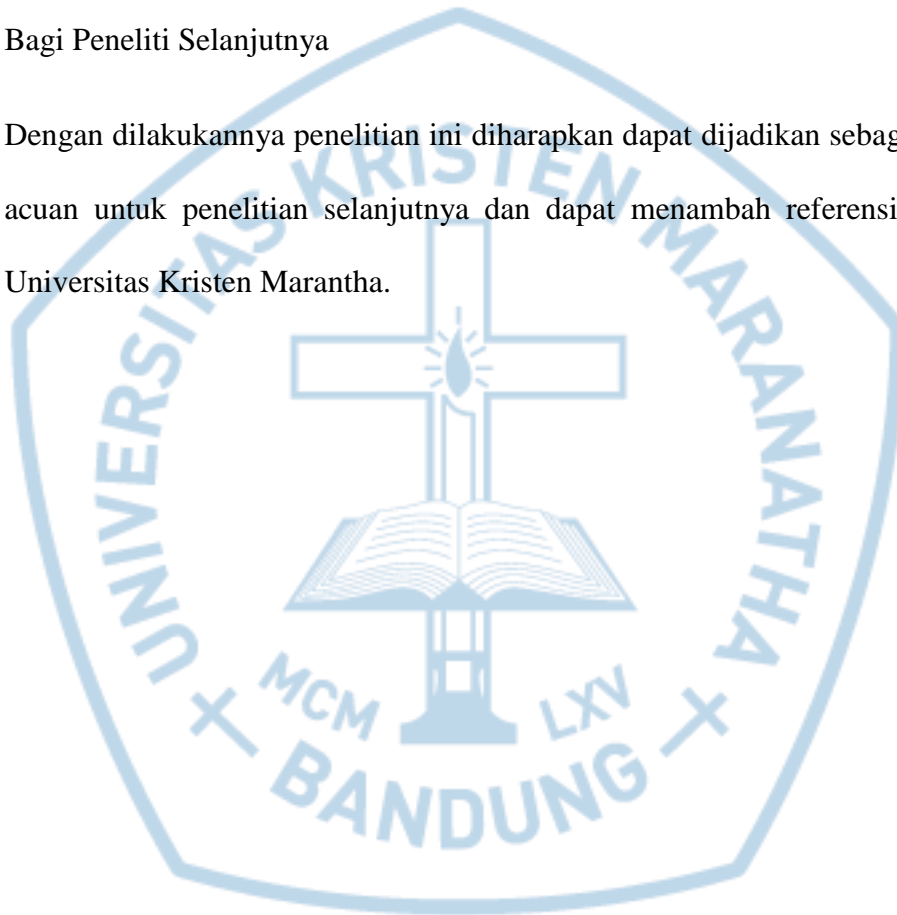 Bagi Peneliti Selanjutnya
Dengan dilakukannya penelitian ini diharapkan dapat dijadikan sebag
acuan untuk penelitian selanjutnya dan dapat menambah referensi
Universitas Kristen Marantha.
UNIVERSITAS KRISTEN MARANATHA
MCM LXV
BANDUNG